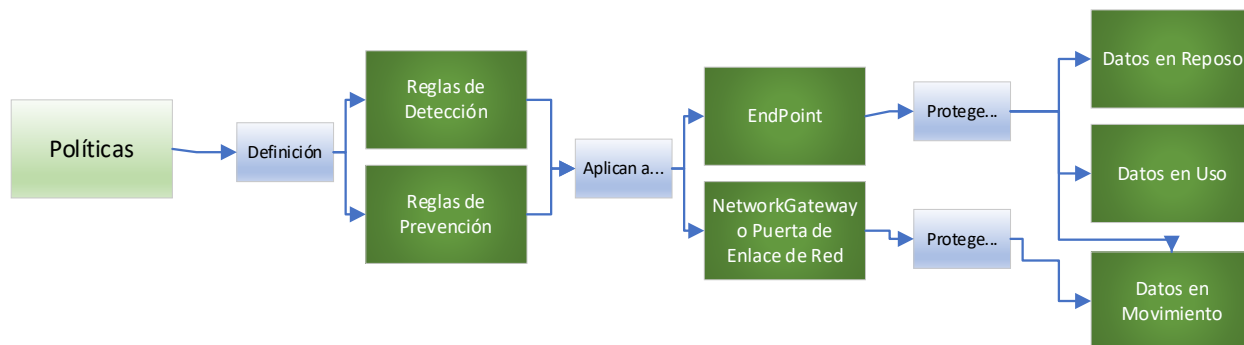 Políticas
Definición
Reglas de
Detección
Reglas de
Prevención
Aplican a...
EndPoint
NetworkGateway
o Puerta de
Enlace de Red
Protege...
Protege...
Datos en Reposo
Datos en Uso
Datos en
Movimiento